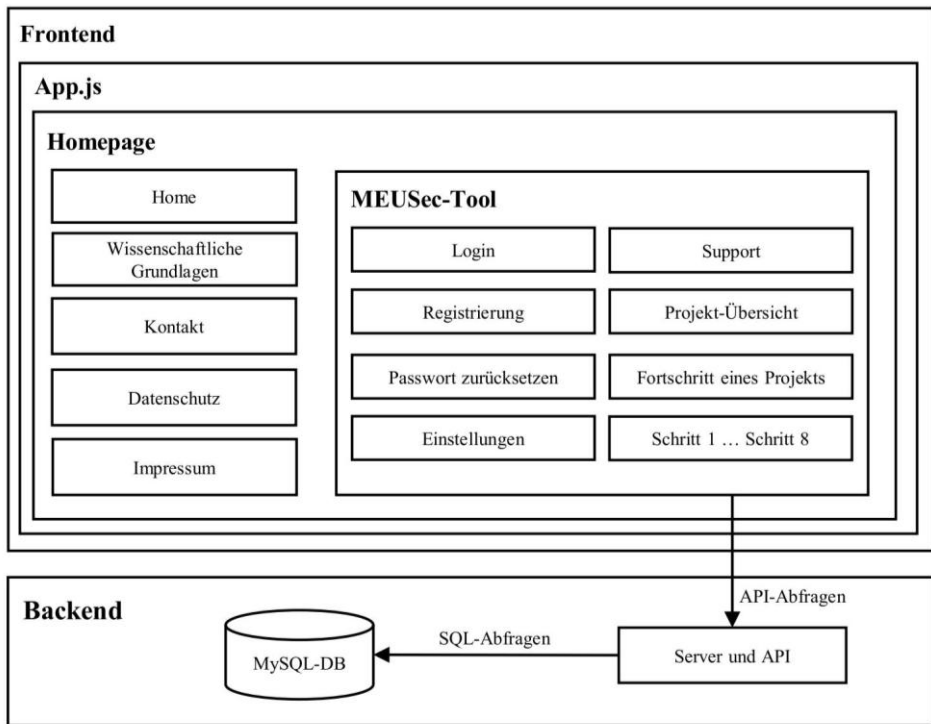 Frontend
App.js
Homepage
Home
Wissenschaftliche
Grundlagen
Kontakt
Datenschutz
Impressum
MEUSec-Tool
Login
Support
Registrierung
Projekt-Übersicht
Passwort zurücksetzen
Fortschritt eines Projekts
Einstellungen
Schritt 1 … Schritt 8
API-Abfragen
Backend
SQL-Abfragen
MySQL-DB
Server und API